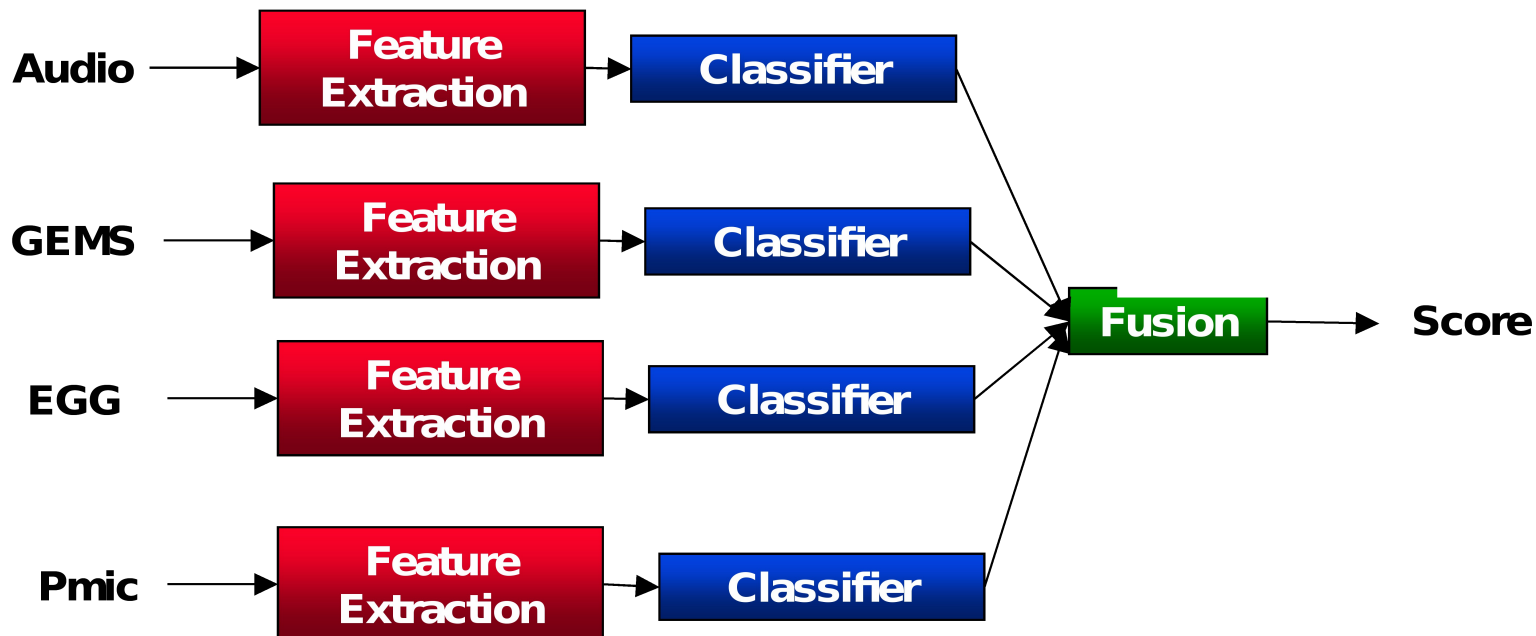 Audio
Feature
Extraction
Classifier
GEMS
Feature
Extraction
Classifier
Fusion
Score
EGG
Feature
Extraction
Classifier
Pmic
Feature
Extraction
Classifier